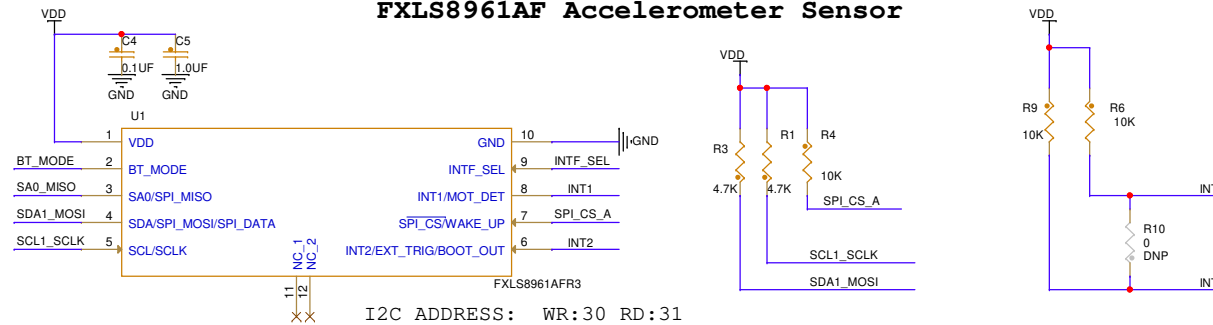 FXLS8961AF Accelerometer Sensor
VDD
C4
C5
0.1UF
1.0UF
GND
GND
U1
1
VDD
GND
10
GND
BT_MODE
2
BT_MODE
INTF_SEL
9
INTF_SEL
SA0_MISO
3
SA0/SPI_MISO
INT1/MOT_DET
8
INT1
SDA1_MOSI
4
SDA/SPI_MOSI/SPI_DATA
SPI_CS/WAKE_UP
7
SPI_CS_A
SCL1_SCLK
5
SCL/SCLK
INT2/EXT_TRIG/BOOT_OUT
6
INT2
NC_1
NC_2
11
12
FXLS8961AFR3
I2C ADDRESS: WR:30 RD:31
VDD
R3
R1
R4
4.7K
4.7K
10K
SPI_CS_A
SCL1_SCLK
SDA1_MOSI
VDD
R9
R6
10K
10K
R10
0
DNP